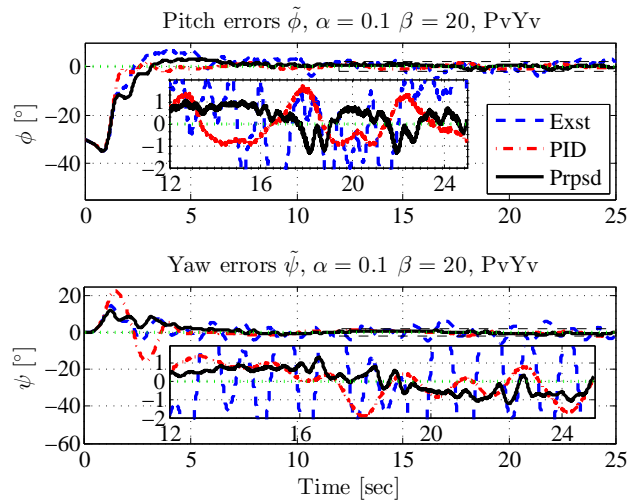 Pitch errors ϕ̃, α = 0.1 β = 20, PvYv
ϕ [°]
0
−20
−40
2
1
0
−1
−2
12 16 20 24
Exst
PID
Prpsd
0 5 10 15 20 25
Yaw errors ψ̃, α = 0.1 β = 20, PvYv
ψ [°]
20
0
−20
−40
−60
2
1
0
−1
−2
12 16 20 24
0 5 10 15 20 25
Time [sec]